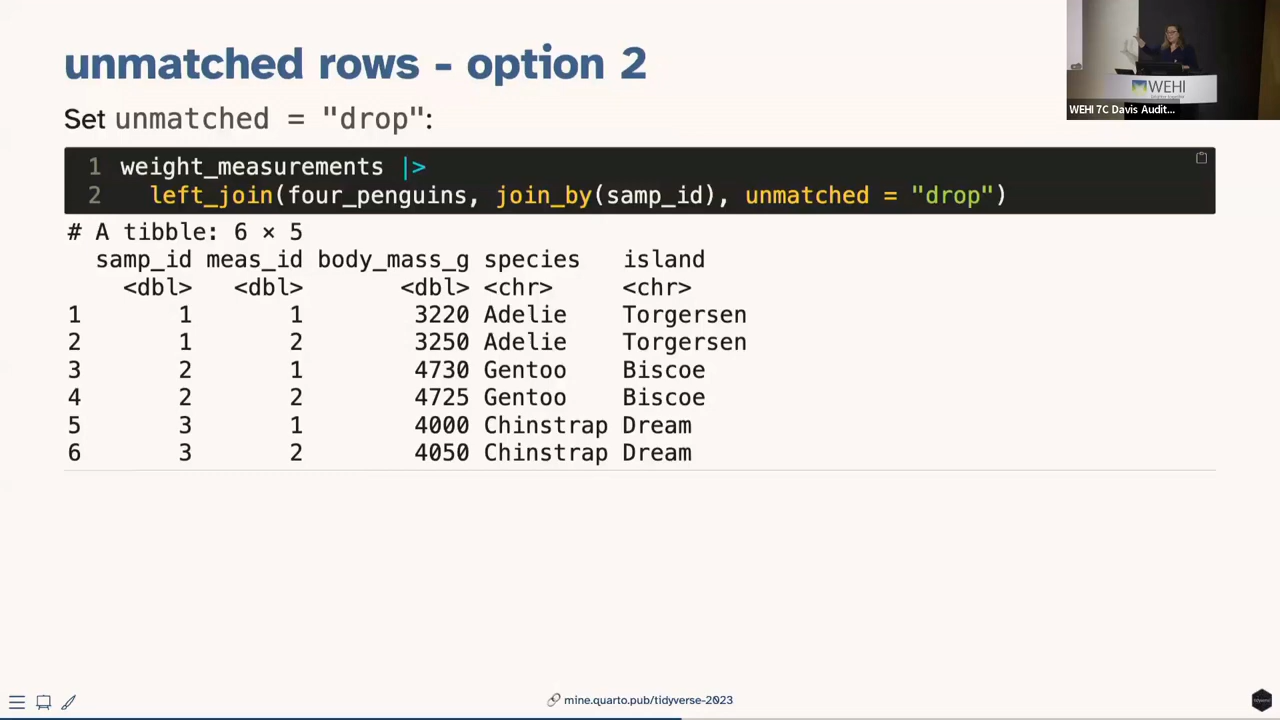 unmatched rows - option 2
Set unmatched = "drop":
1 weight_measurements |>
2 left_join(four_penguins, join_by(samp_id), unmatched = "drop")
# A tibble: 6 × 5
samp_id meas_id body_mass_g species island
<dbl> <dbl> <dbl> <chr> <chr>
1 1 1 3220 Adelie Torgersen
2 1 2 3250 Adelie Torgersen
3 2 1 4730 Gentoo Biscoe
4 2 2 4725 Gentoo Biscoe
5 3 1 4000 Chinstrap Dream
6 3 2 4050 Chinstrap Dream
WEHI
WEHI 7C Davis Audit...
mine.quarto.pub/tidyverse-2023